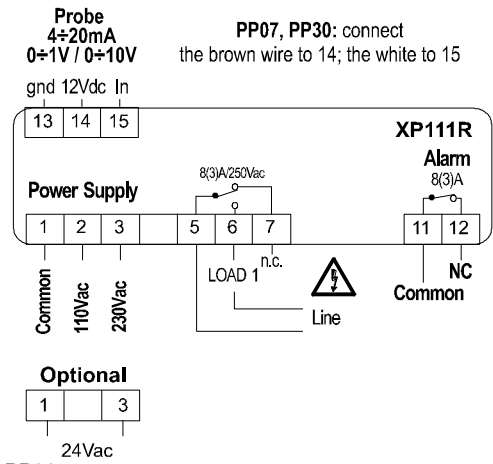 Probe
4÷20mA
0÷1V / 0÷10V
PP07, PP30: connect
the brown wire to 14; the white to 15
gnd 12Vdc In
13 14 15
XP111R
Alarm
8(3)A
8(3)A/250Vac
Power Supply
1 2 3 5 6 7 11 12
Common
110Vac
230Vac
LOAD 1
n.c.
Line
NC
Common
Optional
1 3
24Vac